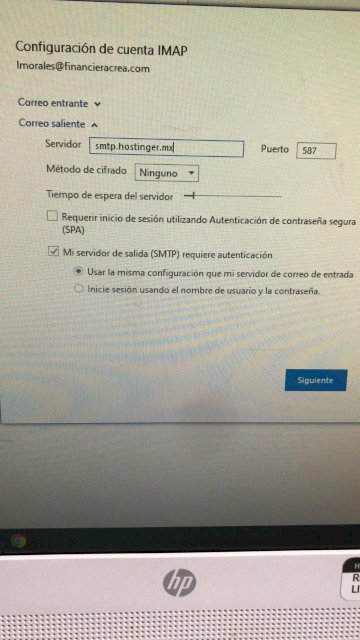 Configuración de cuenta IMAP
lmorales@financieracrea.com
Correo entrante
Correo saliente
Servidor smtp.hostinger.mx Puerto 587
Método de cifrado Ninguno
Tiempo de espera del servidor
Requerir inicio de sesión utilizando Autenticación de contraseña segura
(SPA)
Mi servidor de salida (SMTP) requiere autenticación
Usar la misma configuración que mi servidor de correo de entrada
Inicie sesión usando el nombre de usuario y la contraseña.
Siguiente
hp